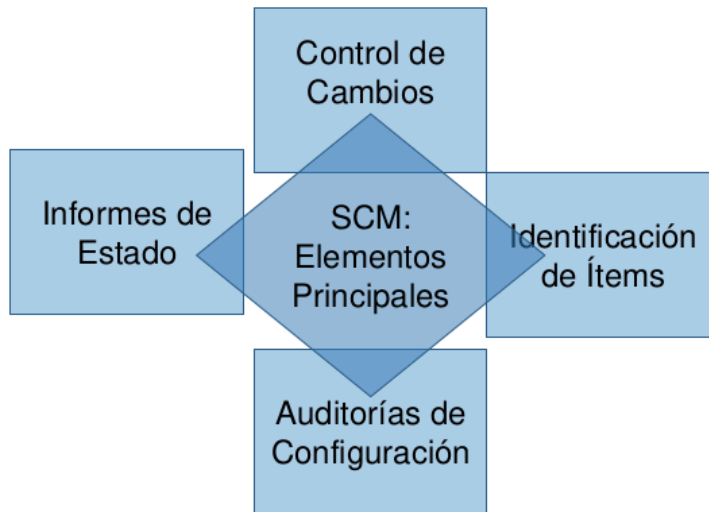 Control de
Cambios
Informes de
Estado
SCM:
Elementos
Principales
Identificación
de Ítems
Auditorías de
Configuración